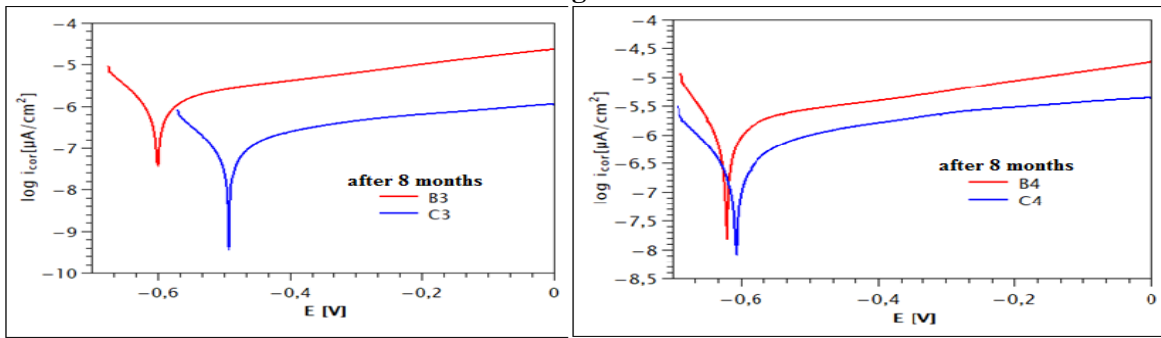 g
−4
−5
−6
−7
−8
−9
−10
log i_cor[µA/cm²]
after 8 months
B3
C3
−0,6 −0,4 −0,2 0
E [V]
−4
−4,5
−5
−5,5
−6
−6,5
−7
−7,5
−8
−8,5
log i_cor[µA/cm²]
after 8 months
B4
C4
−0,6 −0,4 −0,2 0
E [V]